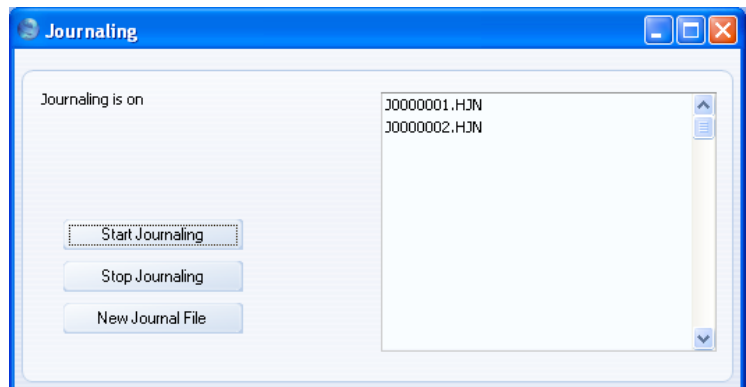 Journaling
Journaling is on
J0000001.HJN
J0000002.HJN
Start Journaling
Stop Journaling
New Journal File